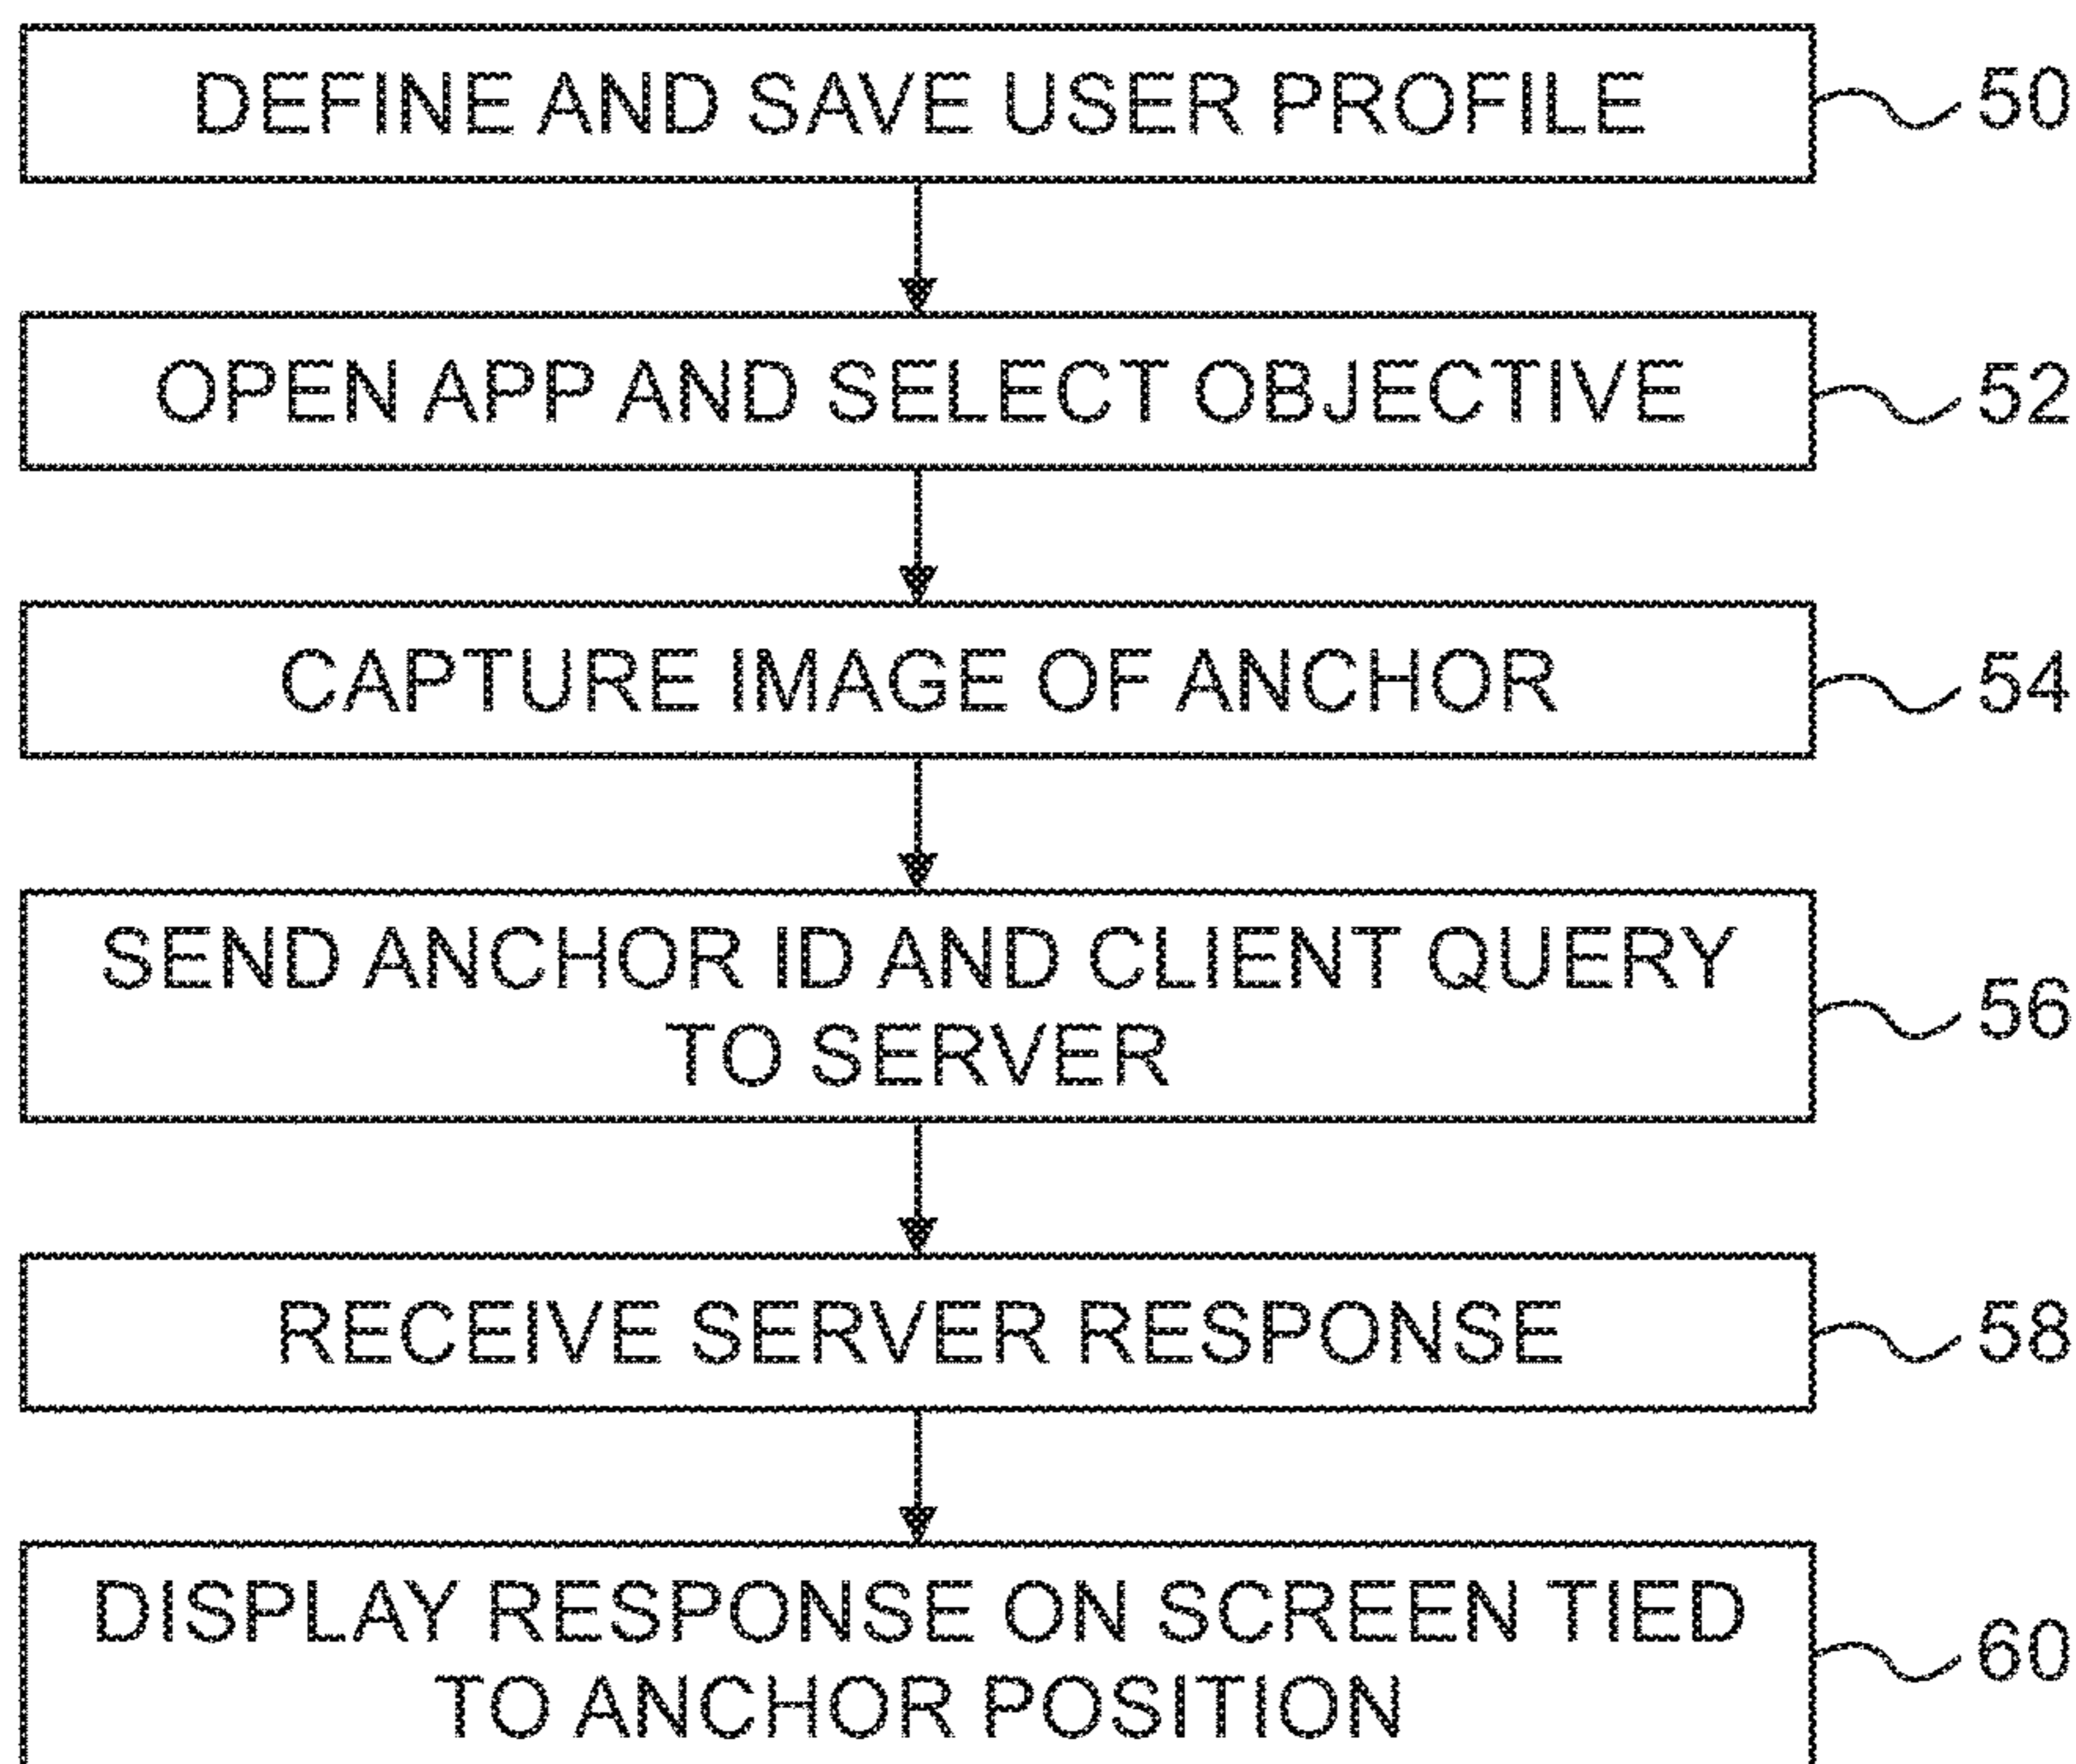 DEFINE AND SAVE USER PROFILE
50
OPEN APP AND SELECT OBJECTIVE
52
CAPTURE IMAGE OF ANCHOR
54
SEND ANCHOR ID AND CLIENT QUERY
TO SERVER
56
RECEIVE SERVER RESPONSE
58
DISPLAY RESPONSE ON SCREEN TIED
TO ANCHOR POSITION
60